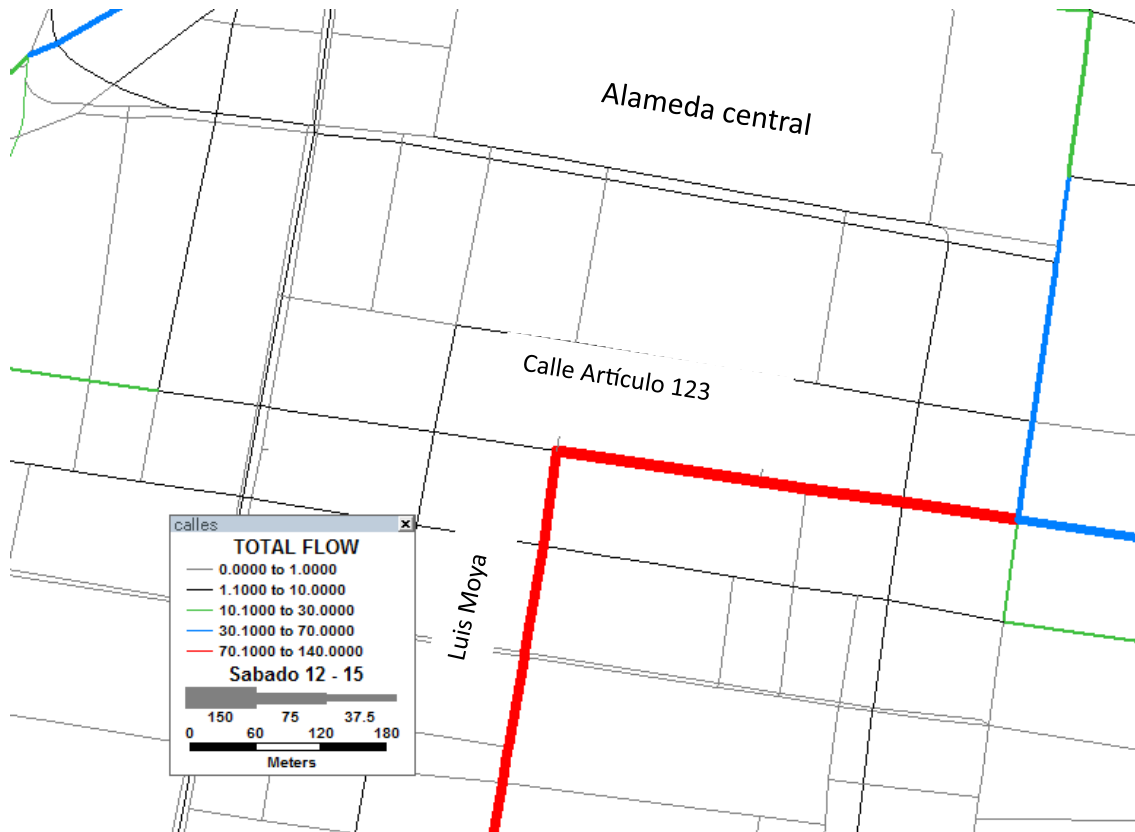 Alameda central
Calle Artículo 123
Luis Moya
calles
TOTAL FLOW
0.0000 to 1.0000
1.1000 to 10.0000
10.1000 to 30.0000
30.1000 to 70.0000
70.1000 to 140.0000
Sabado 12 - 15
150 75 37.5
0 60 120 180
Meters